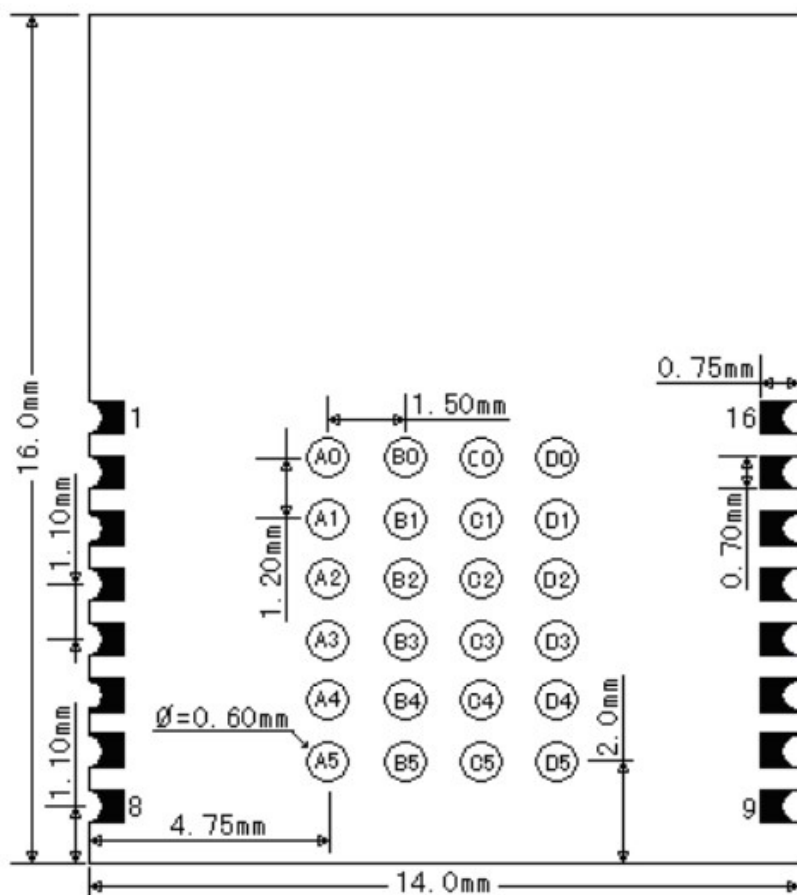 16.0mm
0.75mm
1 1.50mm 16
A0 B0 C0 D0
A1 B1 C1 D1
1.10mm 1.20mm 0.70mm
A2 B2 C2 D2
A3 B3 C3 D3
A4 B4 C4 D4
Ø=0.60mm 2.0mm
A5 B5 C5 D5
1.10mm
8 9
4.75mm
14.0mm